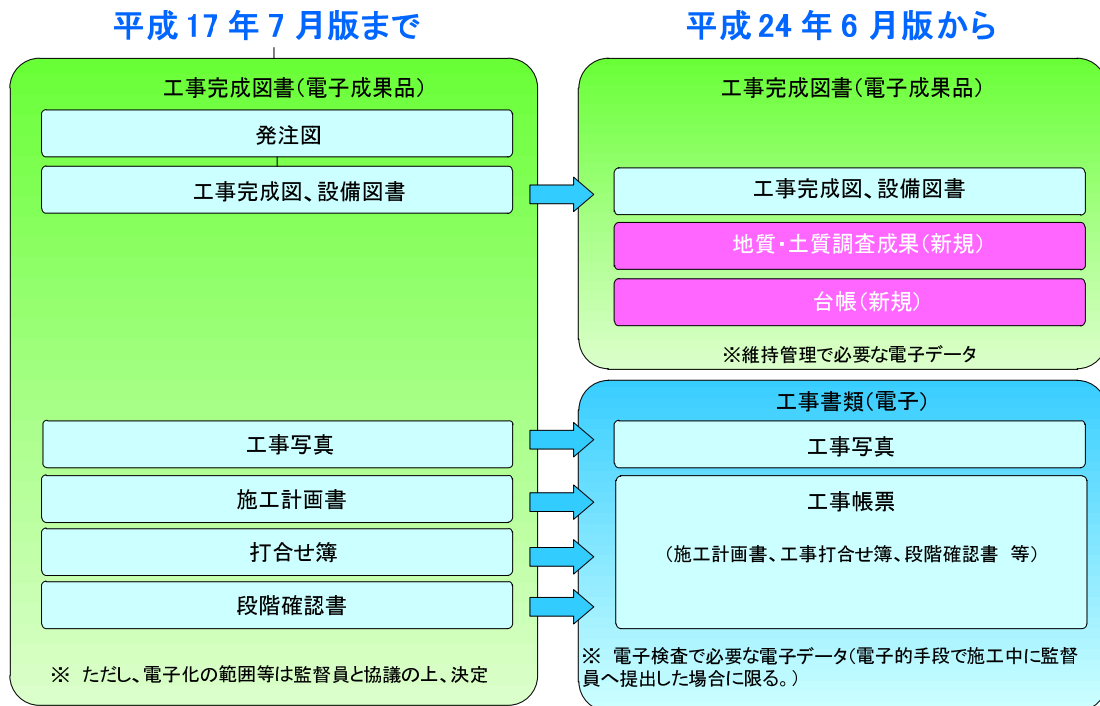 平成17年7月版まで
工事完成図書(電子成果品)
発注図
工事完成図、設備図書
工事写真
施工計画書
打合せ簿
段階確認書
※ ただし、電子化の範囲等は監督員と協議の上、決定
平成24年6月版から
工事完成図書(電子成果品)
工事完成図、設備図書
地質・土質調査成果(新規)
台帳(新規)
※維持管理で必要な電子データ
工事書類(電子)
工事写真
工事帳票
(施工計画書、工事打合せ簿、段階確認書 等)
※ 電子検査で必要な電子データ(電子的手段で施工中に監督
員へ提出した場合に限る。)